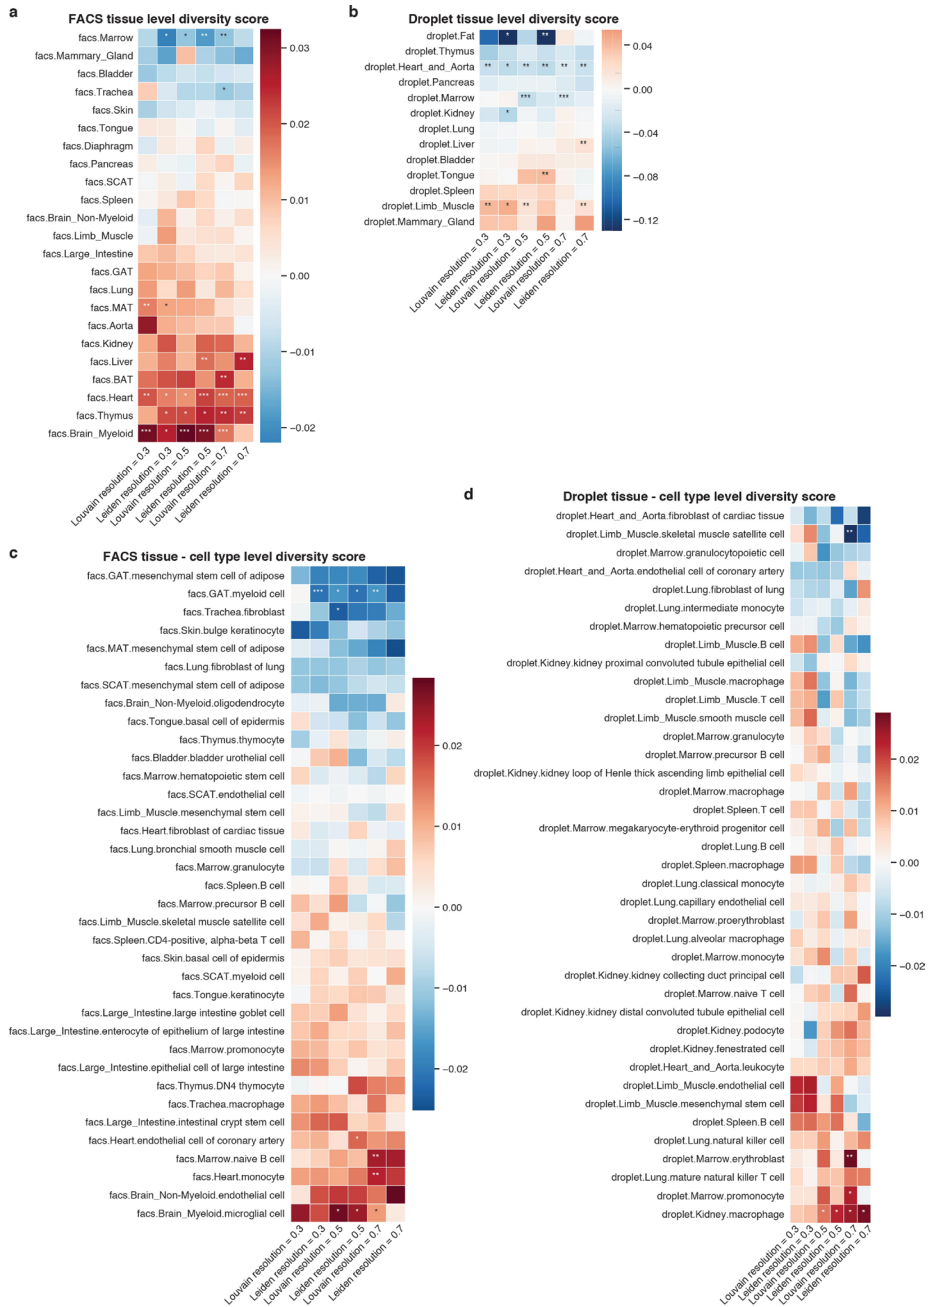 a
FACS tissue level diversity score
facs.Marrow
facs.Mammary_Gland
facs.Bladder
facs.Trachea
facs.Skin
facs.Tongue
facs.Diaphragm
facs.Pancreas
facs.SCAT
facs.Spleen
facs.Brain_Non-Myeloid
facs.Limb_Muscle
facs.Large_Intestine
facs.GAT
facs.Lung
facs.MAT
facs.Aorta
facs.Kidney
facs.Liver
facs.BAT
facs.Heart
facs.Thymus
facs.Brain_Myeloid
Louvain resolution = 0.3
Leiden resolution = 0.3
Louvain resolution = 0.5
Leiden resolution = 0.5
Louvain resolution = 0.7
Leiden resolution = 0.7
0.03
0.02
0.01
0.00
−0.01
−0.02
b
Droplet tissue level diversity score
droplet.Fat
droplet.Thymus
droplet.Heart_and_Aorta
droplet.Pancreas
droplet.Marrow
droplet.Kidney
droplet.Lung
droplet.Liver
droplet.Bladder
droplet.Tongue
droplet.Spleen
droplet.Limb_Muscle
droplet.Mammary_Gland
Louvain resolution = 0.3
Leiden resolution = 0.3
Louvain resolution = 0.5
Leiden resolution = 0.5
Louvain resolution = 0.7
Leiden resolution = 0.7
0.04
0.00
−0.04
−0.08
−0.12
c
FACS tissue - cell type level diversity score
facs.GAT.mesenchymal stem cell of adipose
facs.GAT.myeloid cell
facs.Trachea.fibroblast
facs.Skin.bulge keratinocyte
facs.MAT.mesenchymal stem cell of adipose
facs.Lung.fibroblast of lung
facs.SCAT.mesenchymal stem cell of adipose
facs.Brain_Non-Myeloid.oligodendrocyte
facs.Tongue.basal cell of epidermis
facs.Thymus.thymocyte
facs.Bladder.bladder urothelial cell
facs.Marrow.hematopoietic stem cell
facs.SCAT.endothelial cell
facs.Limb_Muscle.mesenchymal stem cell
facs.Heart.fibroblast of cardiac tissue
facs.Lung.bronchial smooth muscle cell
facs.Marrow.granulocyte
facs.Spleen.B cell
facs.Marrow.precursor B cell
facs.Limb_Muscle.skeletal muscle satellite cell
facs.Spleen.CD4-positive, alpha-beta T cell
facs.Skin.basal cell of epidermis
facs.SCAT.myeloid cell
facs.Tongue.keratinocyte
facs.Large_Intestine.large intestine goblet cell
facs.Large_Intestine.enterocyte of epithelium of large intestine
facs.Marrow.promonocyte
facs.Large_Intestine.epithelial cell of large intestine
facs.Thymus.DN4 thymocyte
facs.Trachea.macrophage
facs.Large_Intestine.intestinal crypt stem cell
facs.Heart.endothelial cell of coronary artery
facs.Marrow.naive B cell
facs.Heart.monocyte
facs.Brain_Non-Myeloid.endothelial cell
facs.Brain_Myeloid.microglial cell
Louvain resolution = 0.3
Leiden resolution = 0.3
Louvain resolution = 0.5
Leiden resolution = 0.5
Louvain resolution = 0.7
Leiden resolution = 0.7
0.02
0.01
0.00
−0.01
−0.02
d
Droplet tissue - cell type level diversity score
droplet.Heart_and_Aorta.fibroblast of cardiac tissue
droplet.Limb_Muscle.skeletal muscle satellite cell
droplet.Marrow.granulocytopoietic cell
droplet.Heart_and_Aorta.endothelial cell of coronary artery
droplet.Lung.fibroblast of lung
droplet.Lung.intermediate monocyte
droplet.Marrow.hematopoietic precursor cell
droplet.Limb_Muscle.B cell
droplet.Kidney.kidney proximal convoluted tubule epithelial cell
droplet.Limb_Muscle.macrophage
droplet.Limb_Muscle.T cell
droplet.Limb_Muscle.smooth muscle cell
droplet.Marrow.granulocyte
droplet.Marrow.precursor B cell
droplet.Kidney.kidney loop of Henle thick ascending limb epithelial cell
droplet.Marrow.macrophage
droplet.Spleen.T cell
droplet.Marrow.megakaryocyte-erythroid progenitor cell
droplet.Lung.B cell
droplet.Spleen.macrophage
droplet.Lung.classical monocyte
droplet.Lung.capillary endothelial cell
droplet.Marrow.proerythroblast
droplet.Lung.alveolar macrophage
droplet.Marrow.monocyte
droplet.Kidney.kidney collecting duct principal cell
droplet.Marrow.naive T cell
droplet.Kidney.kidney distal convoluted tubule epithelial cell
droplet.Kidney.podocyte
droplet.Kidney.fenestrated cell
droplet.Heart_and_Aorta.leukocyte
droplet.Limb_Muscle.endothelial cell
droplet.Limb_Muscle.mesenchymal stem cell
droplet.Spleen.B cell
droplet.Lung.natural killer cell
droplet.Marrow.erythroblast
droplet.Lung.mature natural killer T cell
droplet.Marrow.promonocyte
droplet.Kidney.macrophage
Louvain resolution = 0.3
Leiden resolution = 0.3
Louvain resolution = 0.5
Leiden resolution = 0.5
Louvain resolution = 0.7
Leiden resolution = 0.7
0.02
0.01
0.00
−0.01
−0.02